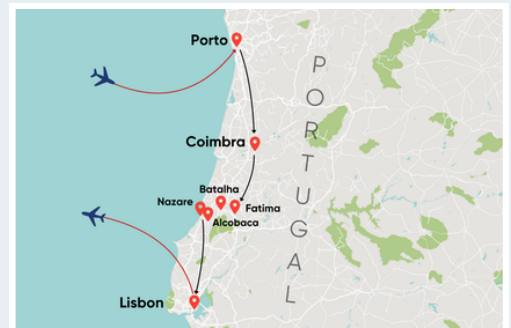 Porto
PORTUGAL
Coimbra
Batalha
Nazare
Fatima
Alcobaca
Lisbon